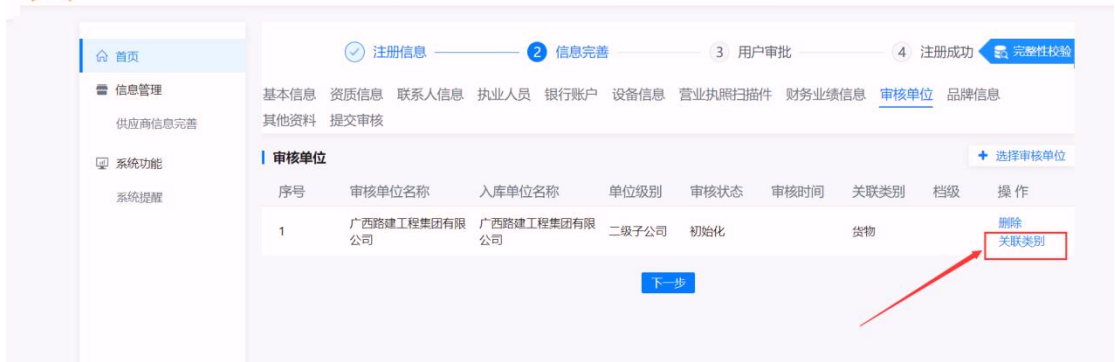 注册信息 2 信息完善 3 用户审批 4 注册成功 完整性校验
首页
信息管理
供应商信息完善
系统功能
系统提醒
基本信息 资质信息 联系人信息 执业人员 银行账户 设备信息 营业执照扫描件 财务业绩信息 审核单位 品牌信息
其他资料 提交审核
审核单位
+ 选择审核单位
序号 审核单位名称 入库单位名称 单位级别 审核状态 审核时间 关联类别 档级 操作
1 广西路建工程集团有限公司 广西路建工程集团有限公司 二级子公司 初始化 货物 删除
关联类别
下一步